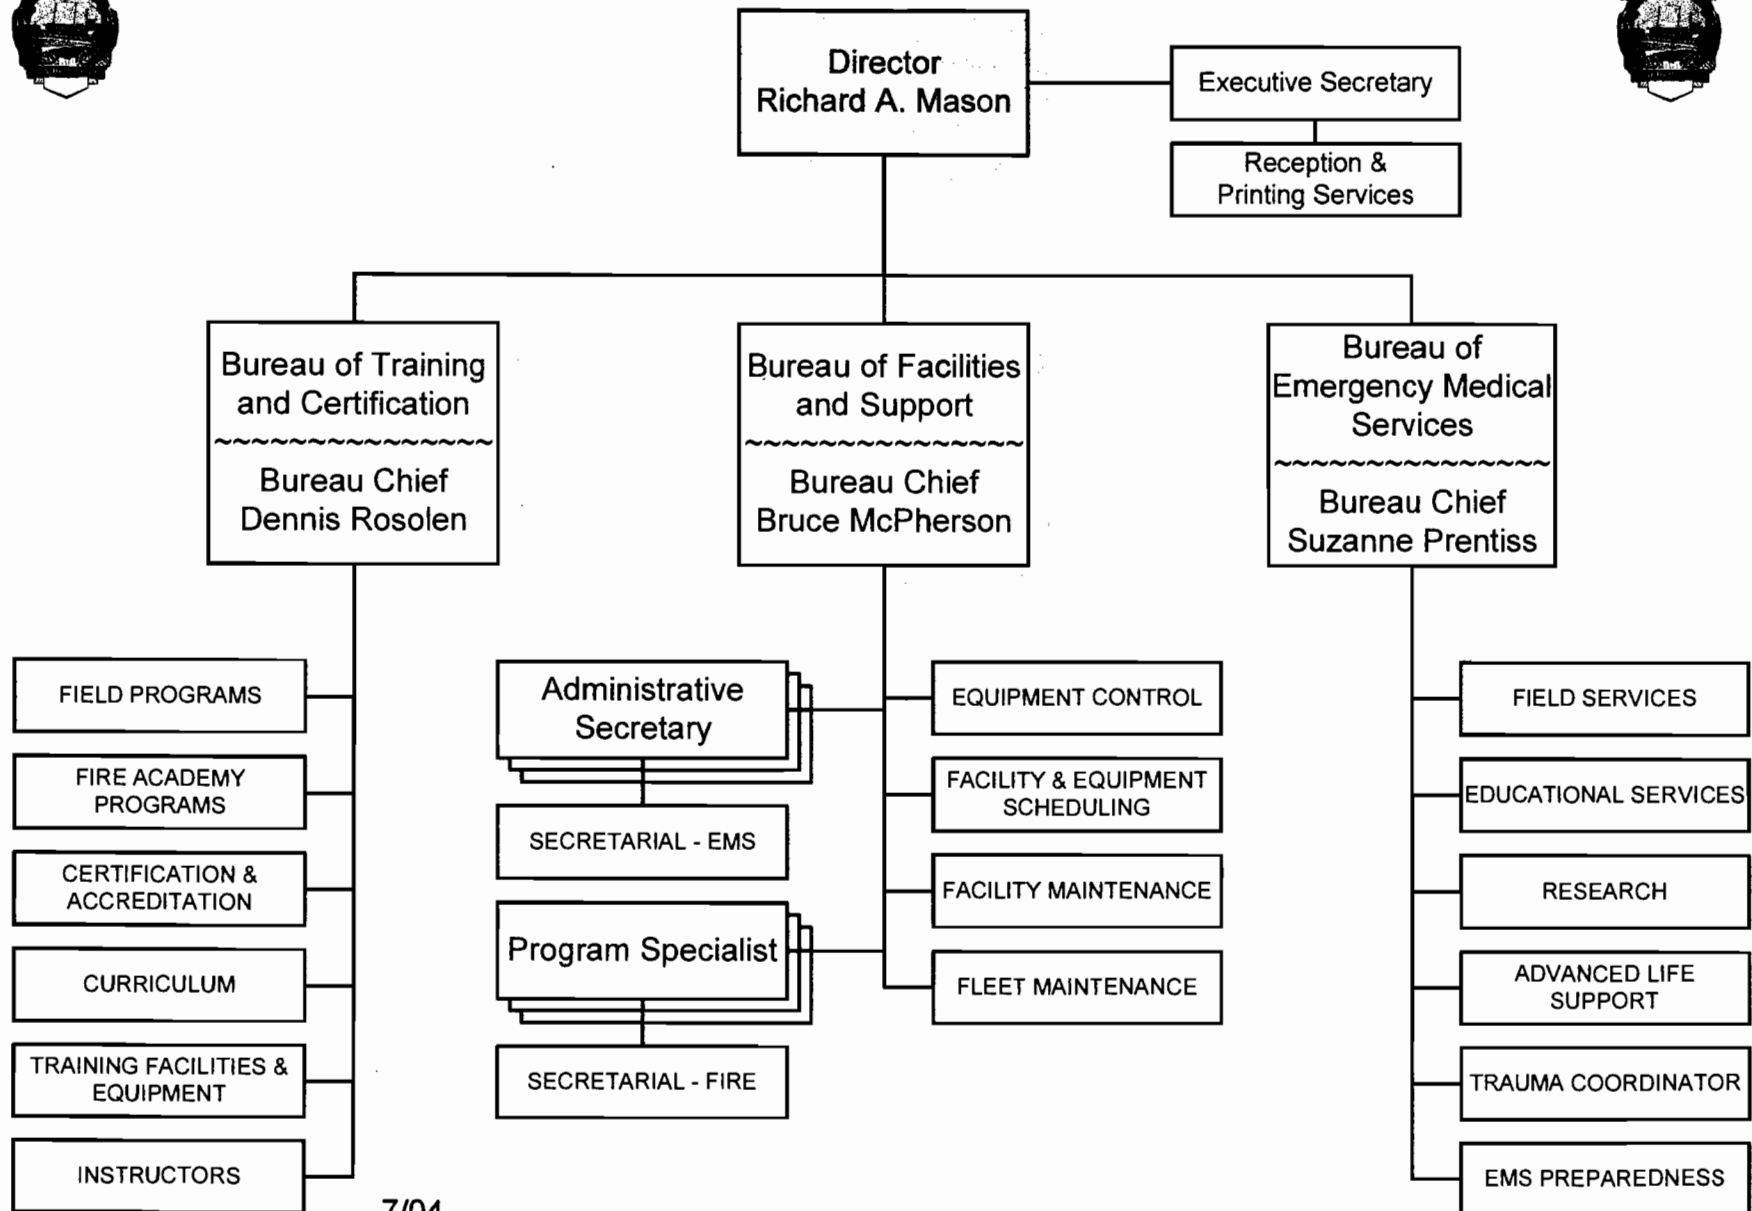 Director
Richard A. Mason
Executive Secretary
Reception &
Printing Services
Bureau of Training
and Certification
~~~~~~~~~~~~~~~
Bureau Chief
Dennis Rosolen
Bureau of Facilities
and Support
~~~~~~~~~~~~~~~
Bureau Chief
Bruce McPherson
Bureau of
Emergency Medical
Services
~~~~~~~~~~~~~~~
Bureau Chief
Suzanne Prentiss
FIELD PROGRAMS
FIRE ACADEMY
PROGRAMS
CERTIFICATION &
ACCREDITATION
CURRICULUM
TRAINING FACILITIES &
EQUIPMENT
INSTRUCTORS
Administrative
Secretary
SECRETARIAL - EMS
Program Specialist
SECRETARIAL - FIRE
EQUIPMENT CONTROL
FACILITY & EQUIPMENT
SCHEDULING
FACILITY MAINTENANCE
FLEET MAINTENANCE
FIELD SERVICES
EDUCATIONAL SERVICES
RESEARCH
ADVANCED LIFE
SUPPORT
TRAUMA COORDINATOR
EMS PREPAREDNESS
7/04